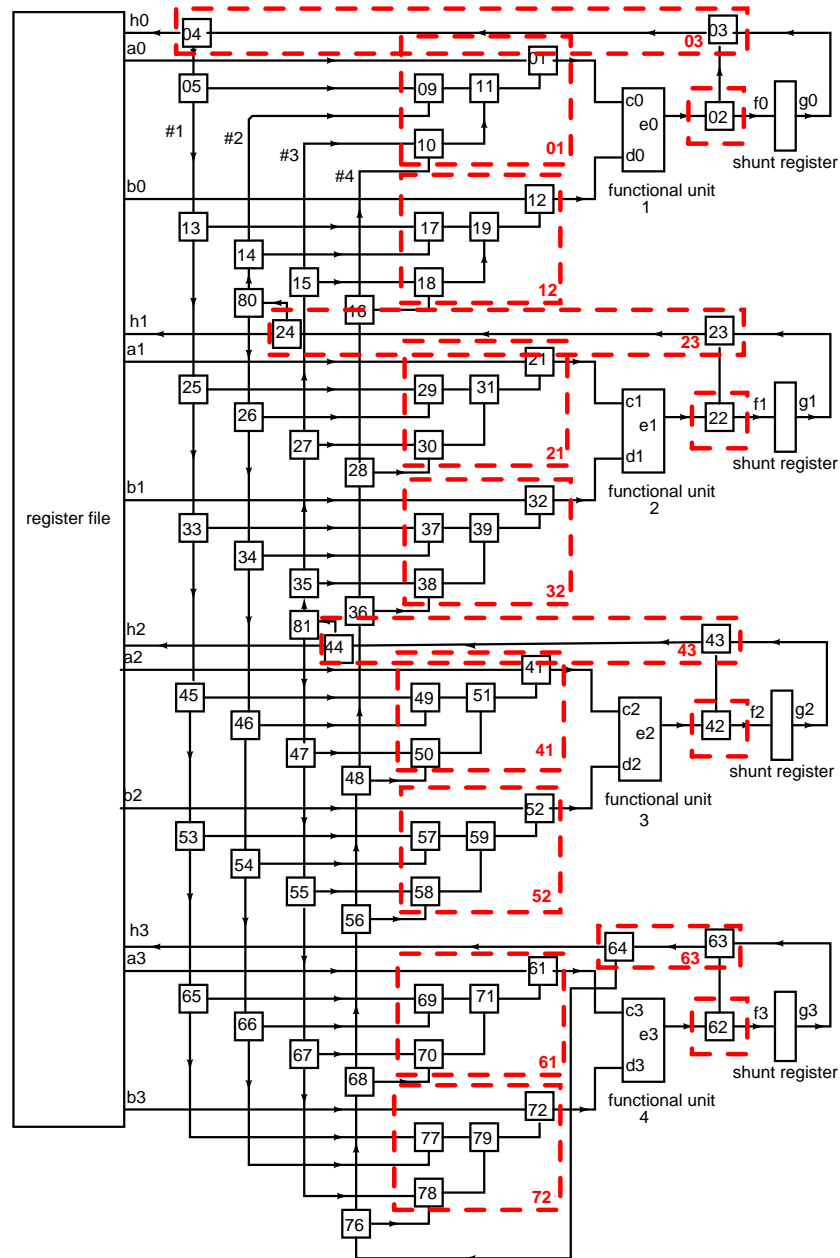 h0
04
03
03
a0
01
05
09
11
c0
e0
02
f0
g0
#1
#2
#3
#4
10
01
d0
shunt register
functional unit
1
b0
12
13
17
19
14
15
18
80
16
12
h1
24
23
23
a1
21
25
29
31
26
c1
e1
22
f1
g1
27
30
28
21
d1
shunt register
functional unit
2
b1
32
register file
33
37
39
34
35
38
36
32
81
h2
44
43
43
a2
41
45
49
51
46
c2
e2
42
f2
g2
47
50
48
41
d2
shunt register
functional unit
3
b2
52
53
57
59
54
55
58
56
52
h3
64
63
63
a3
61
65
69
71
66
c3
e3
62
f3
g3
67
70
68
61
d3
shunt register
functional unit
4
b3
72
77
79
78
76
72